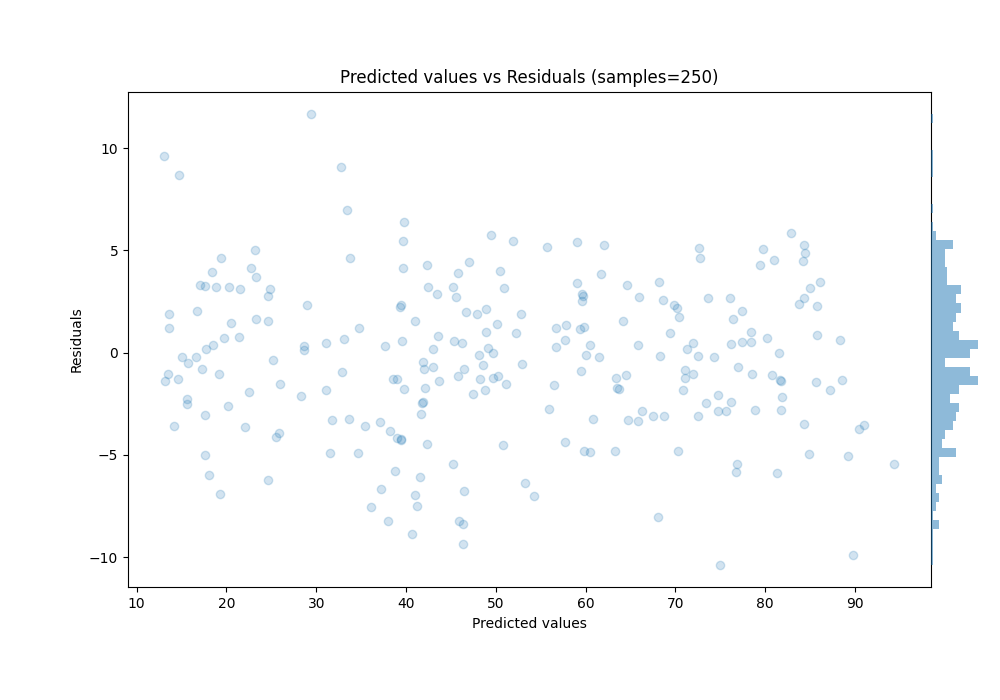 Predicted values vs Residuals (samples=250)
Residuals
10
5
0
−5
−10
10 20 30 40 50 60 70 80 90
Predicted values